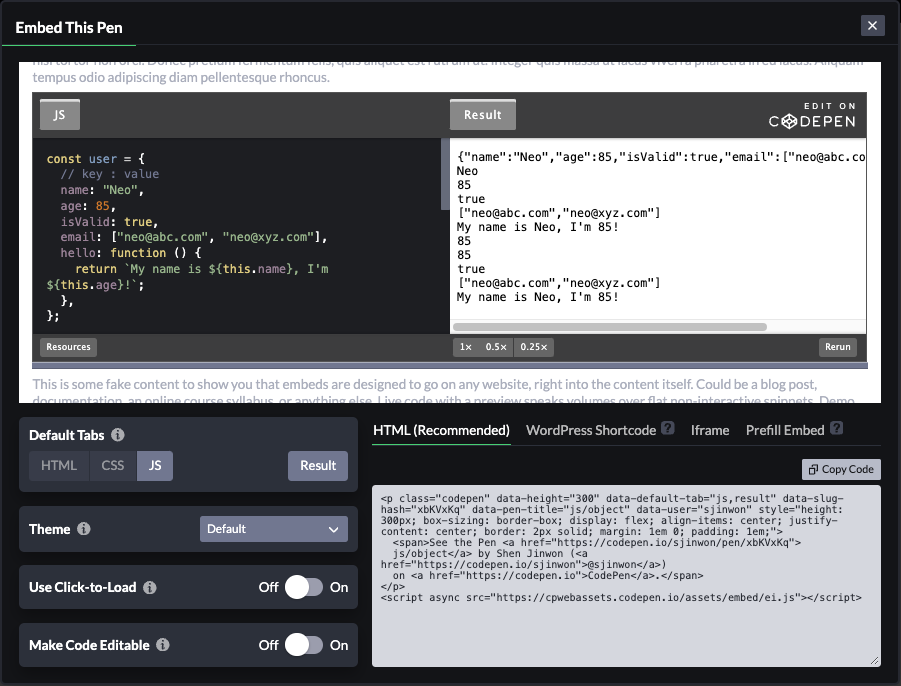 Embed This Pen
tempus odio adipiscing diam pellentesque rhoncus.
JS
Result
EDIT ON
CODEPEN
const user = {
// key : value
name: "Neo",
age: 85,
isValid: true,
email: ["neo@abc.com", "neo@xyz.com"],
hello: function () {
return `My name is ${this.name}, I'm
${this.age}!`;
},
};
{"name":"Neo","age":85,"isValid":true,"email":["neo@abc.co
Neo
85
true
["neo@abc.com","neo@xyz.com"]
My name is Neo, I'm 85!
85
85
true
["neo@abc.com","neo@xyz.com"]
My name is Neo, I'm 85!
Resources
1× 0.5× 0.25×
Rerun
This is some fake content to show you that embeds are designed to go on any website, right into the content itself. Could be a blog post,
documentation, an online course syllabus, or anything else. Live code with a preview speaks volumes over flat non-interactive snippets. Demo
Default Tabs
HTML CSS JS
Result
Theme
Default
Use Click-to-Load
Off On
Make Code Editable
Off On
HTML (Recommended) WordPress Shortcode ? Iframe Prefill Embed ?
Copy Code
<p class="codepen" data-height="300" data-default-tab="js,result" data-slug-
hash="xbKVxKq" data-pen-title="js/object" data-user="sjinwon" style="height:
300px; box-sizing: border-box; display: flex; align-items: center; justify-
content: center; border: 2px solid; margin: 1em 0; padding: 1em;">
<span>See the Pen <a href="https://codepen.io/sjinwon/pen/xbKVxKq">
js/object</a> by Shen Jinwon (<a
href="https://codepen.io/sjinwon">@sjinwon</a>)
on <a href="https://codepen.io">CodePen</a>.</span>
</p>
<script async src="https://cpwebassets.codepen.io/assets/embed/ei.js"></script>